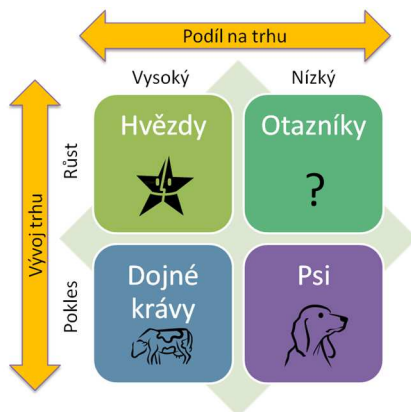 Podíl na trhu
Vysoký
Nízký
Vývoj trhu
Růst
Hvězdy
Otazníky
?
Pokles
Dojné
krávy
Psi